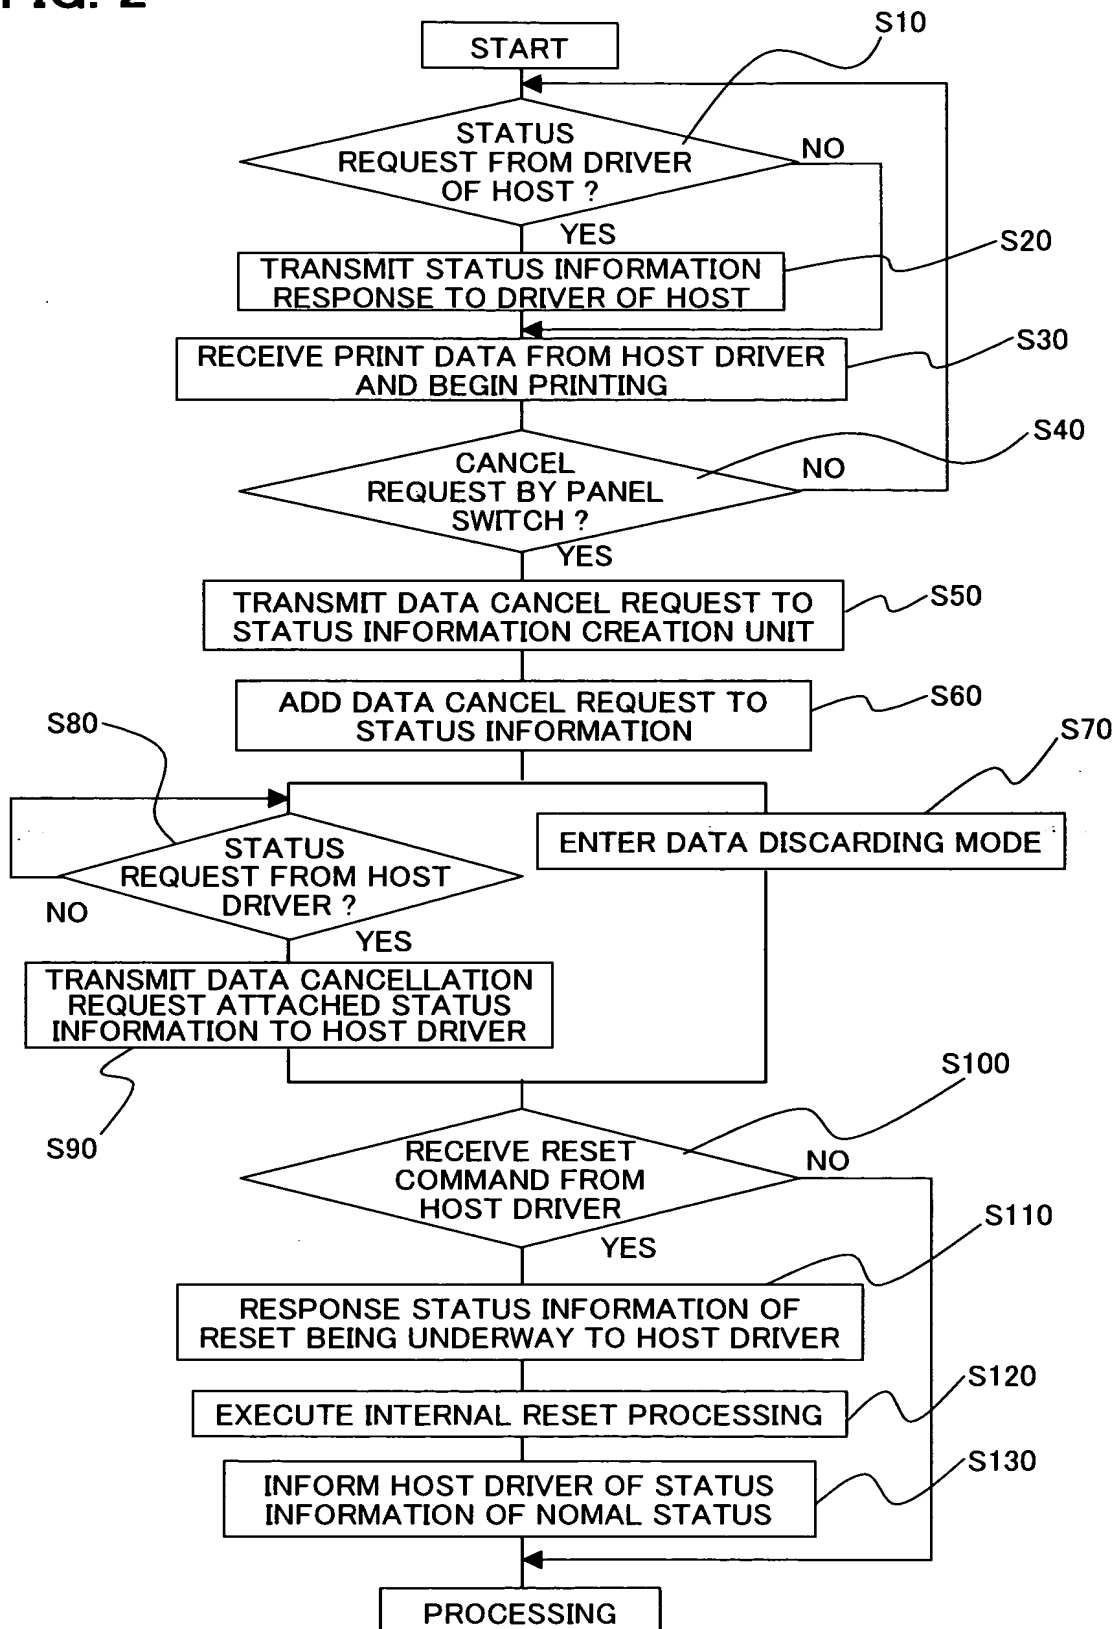 FIG. 2
START
S10
STATUS
REQUEST FROM DRIVER
OF HOST ?
NO
YES
S20
TRANSMIT STATUS INFORMATION
RESPONSE TO DRIVER OF HOST
S30
RECEIVE PRINT DATA FROM HOST DRIVER
AND BEGIN PRINTING
S40
CANCEL
REQUEST BY PANEL
SWITCH ?
NO
YES
S50
TRANSMIT DATA CANCEL REQUEST TO
STATUS INFORMATION CREATION UNIT
S60
ADD DATA CANCEL REQUEST TO
STATUS INFORMATION
S80
S70
STATUS
REQUEST FROM HOST
DRIVER ?
NO
YES
ENTER DATA DISCARDING MODE
TRANSMIT DATA CANCELLATION
REQUEST ATTACHED STATUS
INFORMATION TO HOST DRIVER
S90
S100
RECEIVE RESET
COMMAND FROM
HOST DRIVER
NO
YES
S110
RESPONSE STATUS INFORMATION OF
RESET BEING UNDERWAY TO HOST DRIVER
S120
EXECUTE INTERNAL RESET PROCESSING
S130
INFORM HOST DRIVER OF STATUS
INFORMATION OF NOMAL STATUS
PROCESSING